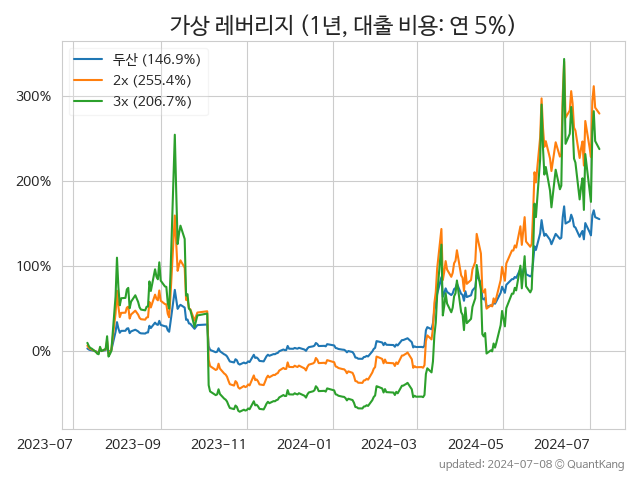 가상 레버리지 (1년, 대출 비용: 연 5%)
두산 (146.9%)
2x (255.4%)
3x (206.7%)
300%
200%
100%
0%
2023-07
2023-09
2023-11
2024-01
2024-03
2024-05
2024-07
updated: 2024-07-08 © QuantKang